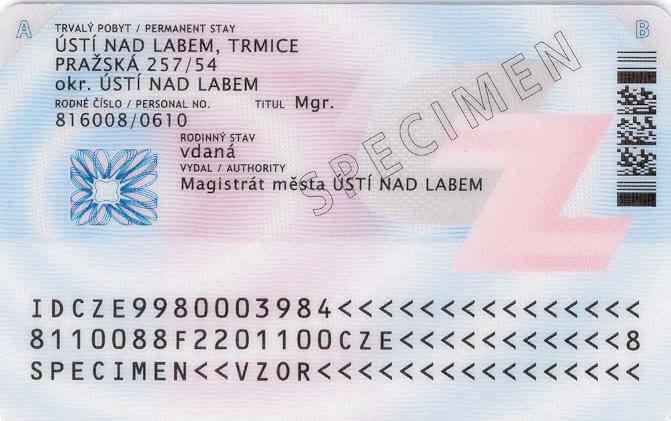 A
B
TRVALÝ POBYT / PERMANENT STAY
ÚSTÍ NAD LABEM, TRMICE
PRAŽSKÁ 257/54
okr. ÚSTÍ NAD LABEM
RODNÉ ČÍSLO / PERSONAL NO. TITUL Mgr.
816008/0610
RODINNÝ STAV
vdaná
VYDAL / AUTHORITY
Magistrát města ÚSTÍ NAD LABEM
SPECIMEN
IDCZE9980003984<<<<<<<<<<<<<<<
8110088F2201100CZE<<<<<<<<<<<8
SPECIMEN<<VZOR<<<<<<<<<<<<<<<<